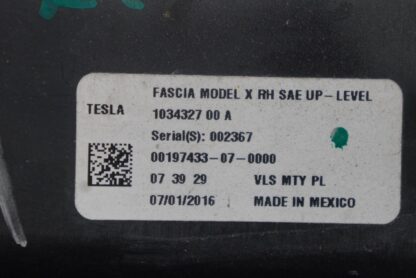 FASCIA MODEL X RH SAE UP-LEVEL
TESLA
1034327 00 A
Serial(S): 002367
00197433-07-0000
07 39 29 VLS MTY PL
07/01/2016 MADE IN MEXICO